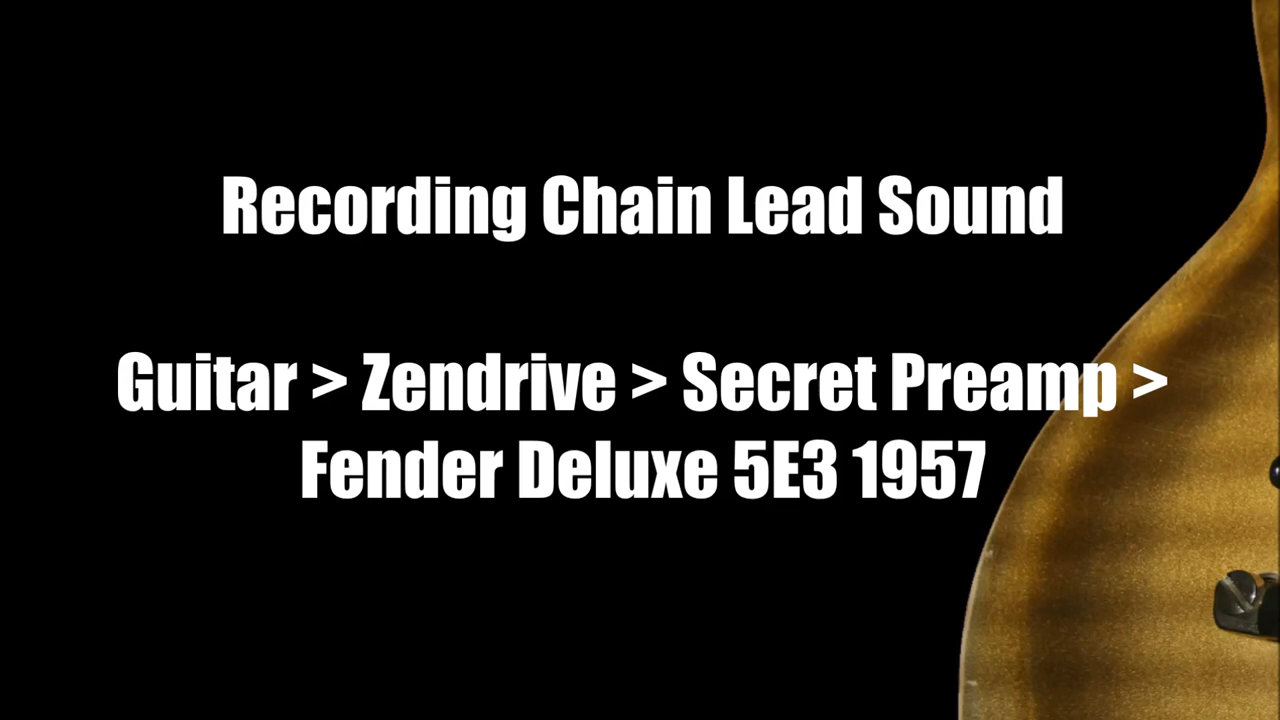 Recording Chain Lead Sound
Guitar > Zendrive > Secret Preamp >
Fender Deluxe 5E3 1957